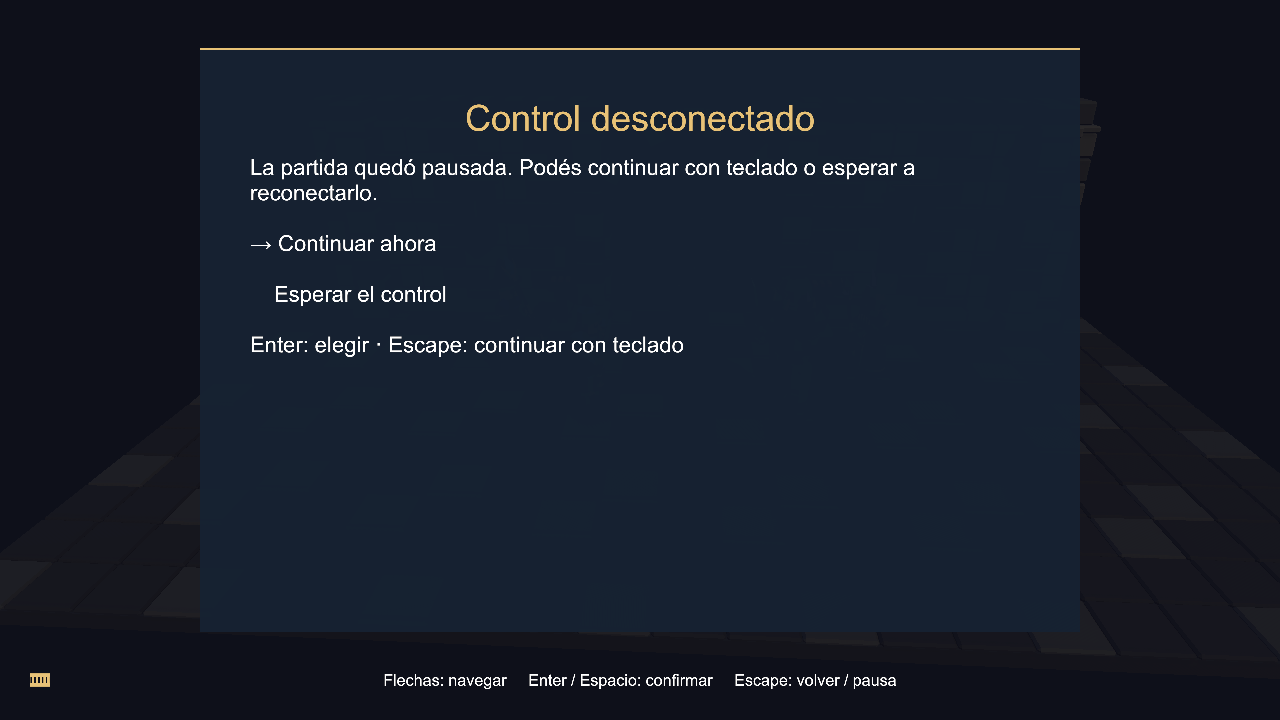 Control desconectado
La partida quedó pausada. Podés continuar con teclado o esperar a
reconectarlo.
→ Continuar ahora
Esperar el control
Enter: elegir · Escape: continuar con teclado
Flechas: navegar Enter / Espacio: confirmar Escape: volver / pausa